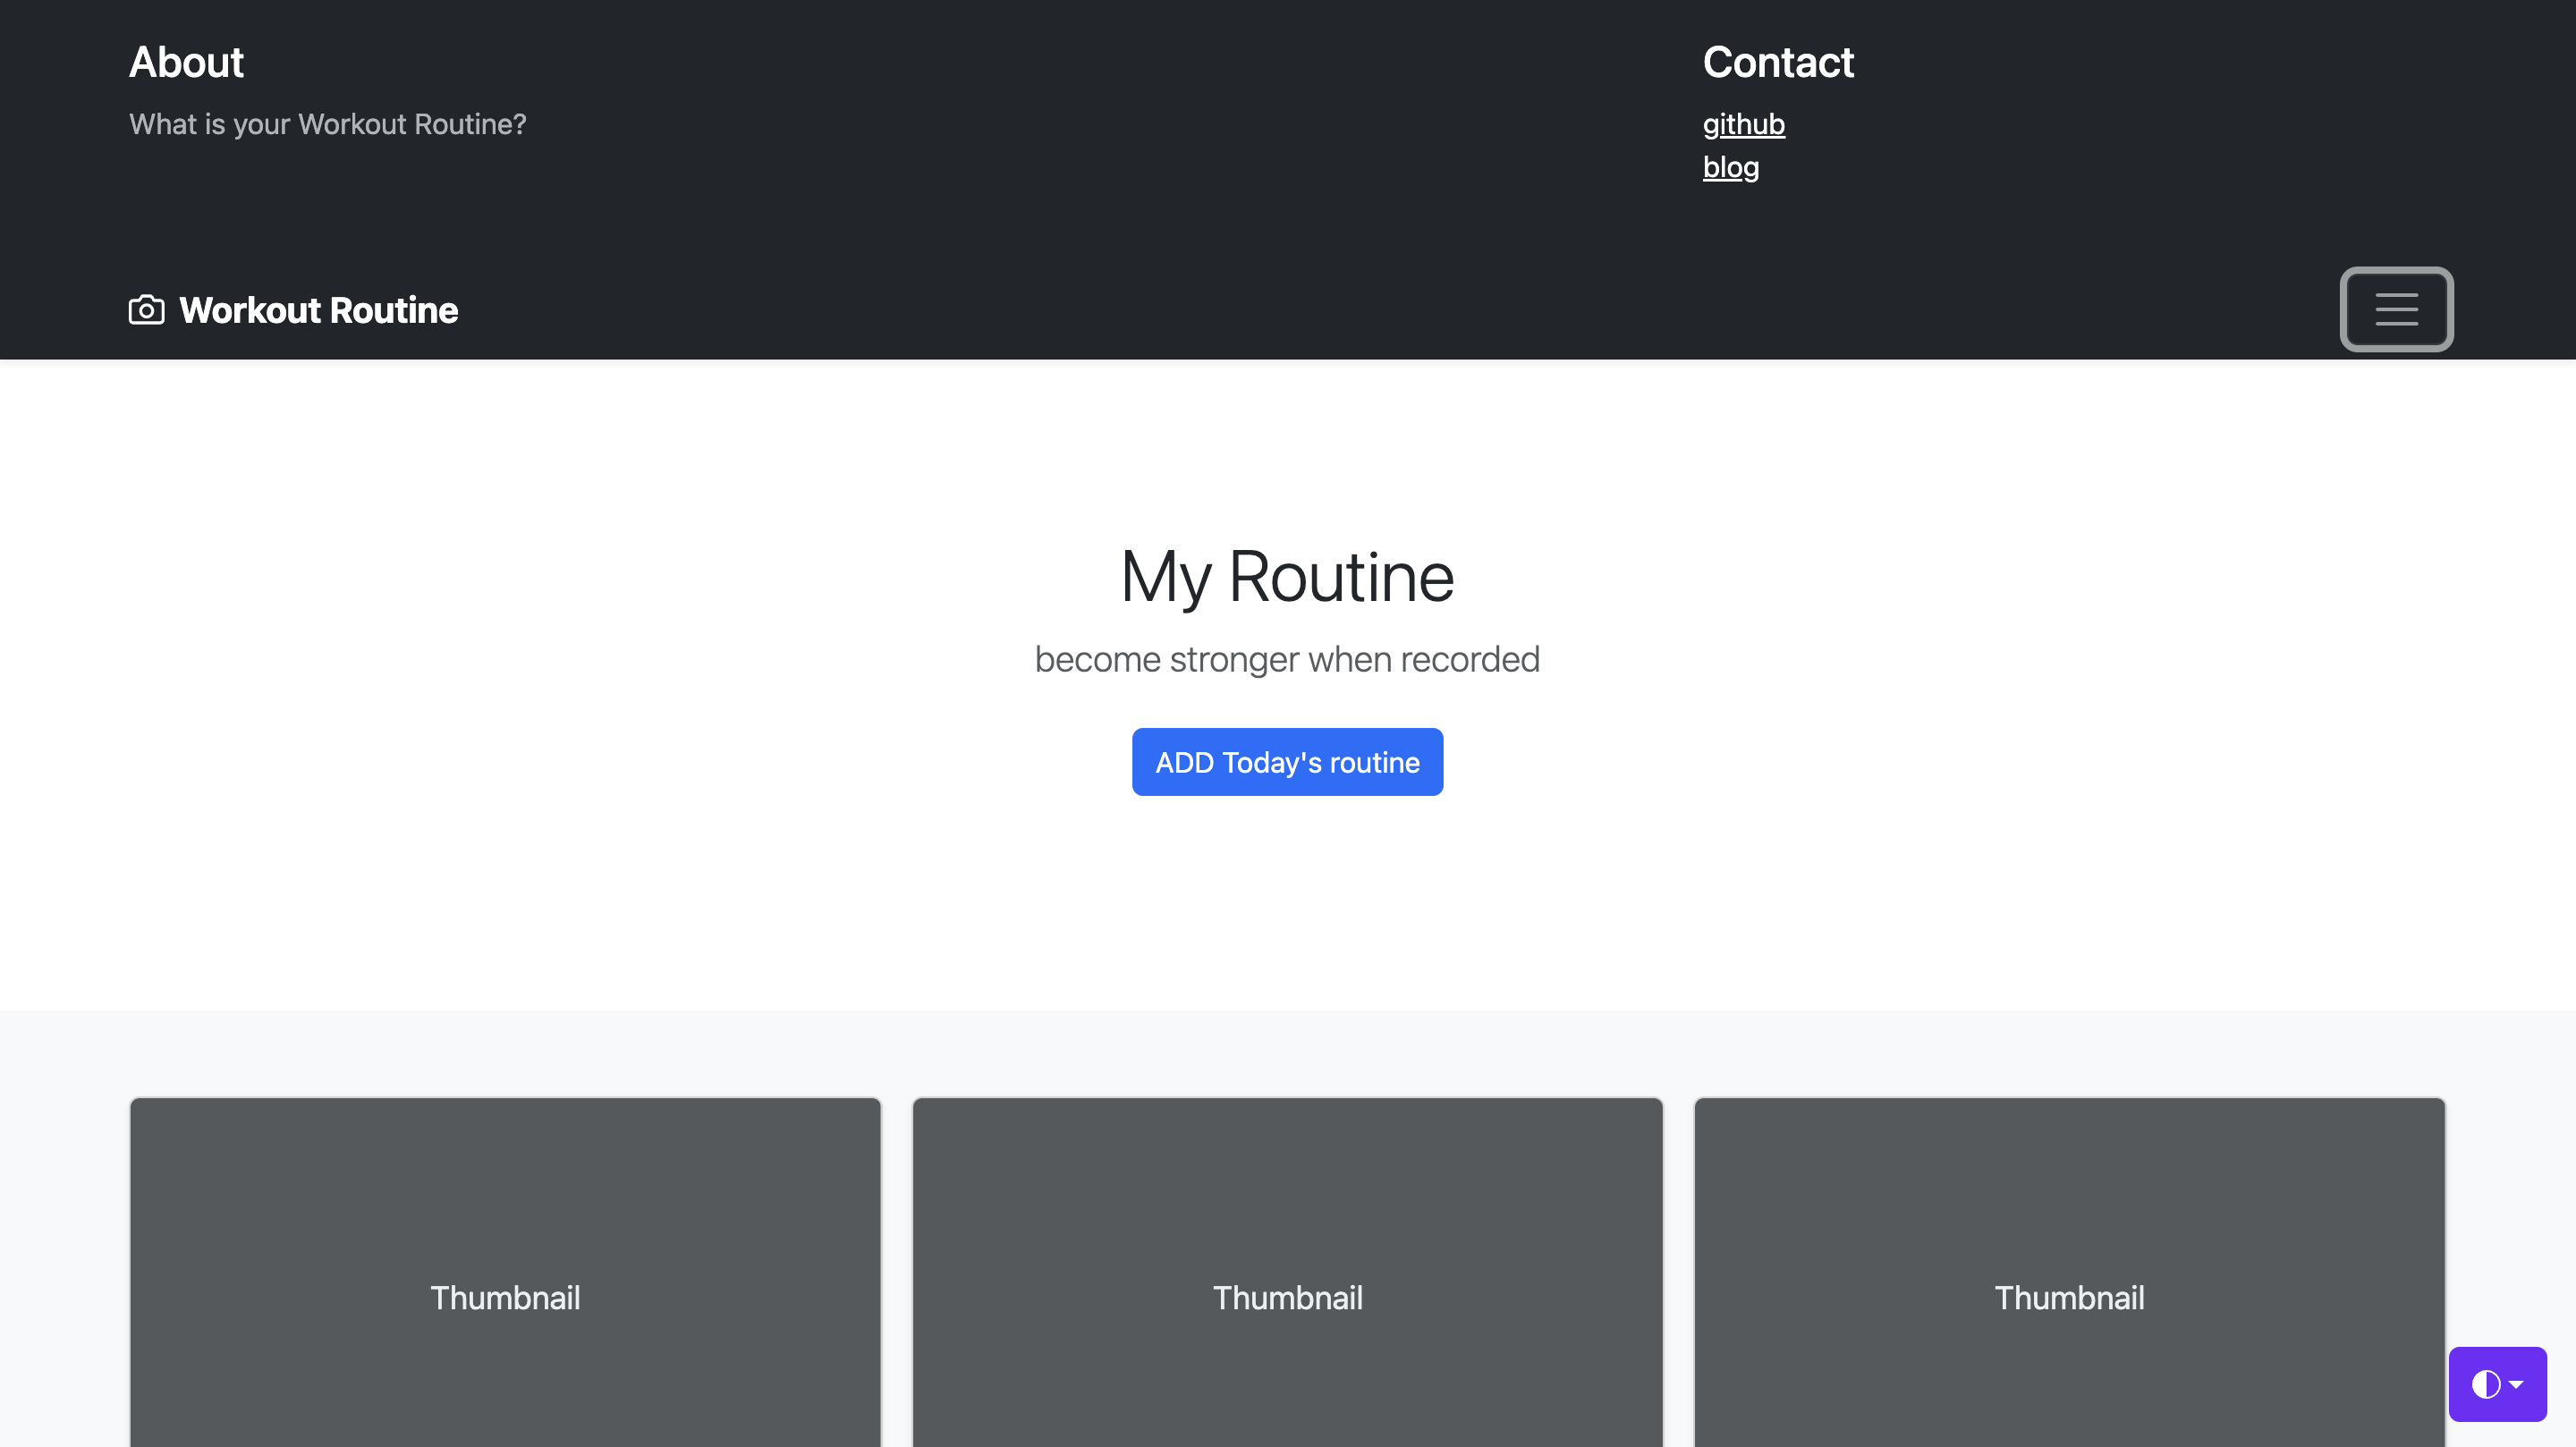 About
What is your Workout Routine?
Contact
github
blog
Workout Routine
My Routine
become stronger when recorded
ADD Today's routine
Thumbnail
Thumbnail
Thumbnail